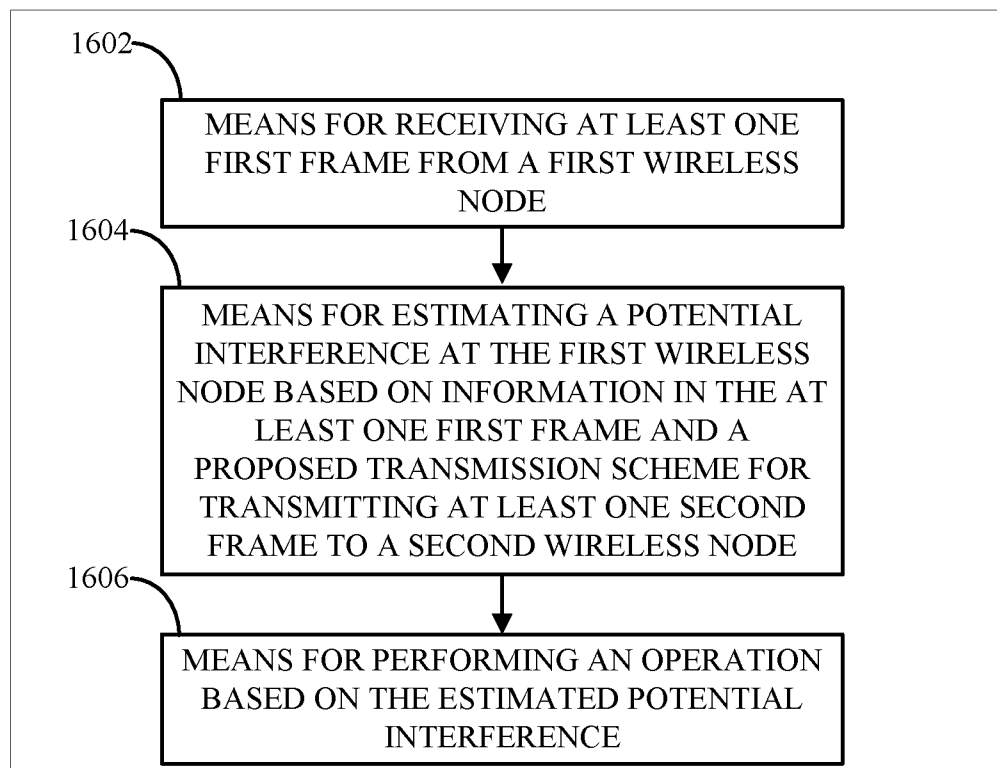 1602
MEANS FOR RECEIVING AT LEAST ONE
FIRST FRAME FROM A FIRST WIRELESS
NODE
1604
MEANS FOR ESTIMATING A POTENTIAL
INTERFERENCE AT THE FIRST WIRELESS
NODE BASED ON INFORMATION IN THE AT
LEAST ONE FIRST FRAME AND A
PROPOSED TRANSMISSION SCHEME FOR
TRANSMITTING AT LEAST ONE SECOND
FRAME TO A SECOND WIRELESS NODE
1606
MEANS FOR PERFORMING AN OPERATION
BASED ON THE ESTIMATED POTENTIAL
INTERFERENCE